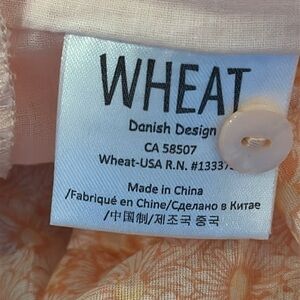 WHEAT
Danish Design
CA 58507
Wheat-USA R.N.
Made in China
/Fabriqué en Chine/Сделано в Китае
/中国制/제조국 중국